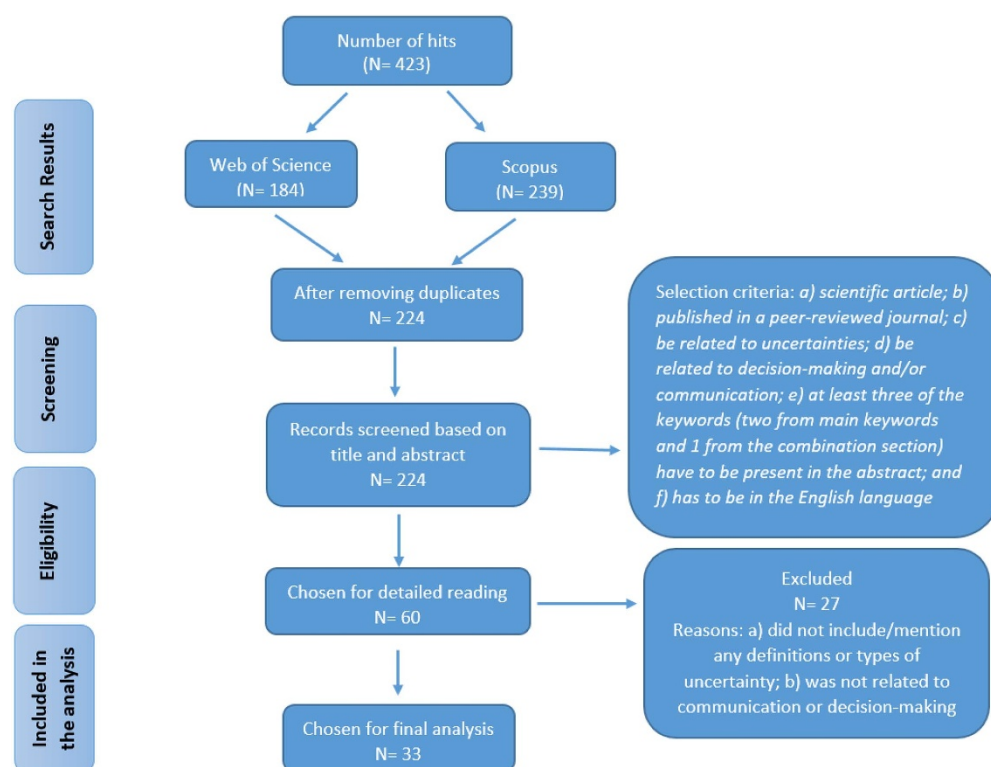 Number of hits
(N= 423)
Search Results
Web of Science
(N= 184)
Scopus
(N= 239)
After removing duplicates
N= 224
Screening
Records screened based on
title and abstract
N= 224
Selection criteria: a) scientific article; b)
published in a peer-reviewed journal; c)
be related to uncertainties; d) be
related to decision-making and/or
communication; e) at least three of the
keywords (two from main keywords
and 1 from the combination section)
have to be present in the abstract; and
f) has to be in the English language
Eligibility
Chosen for detailed reading
N= 60
Excluded
N= 27
Reasons: a) did not include/mention
any definitions or types of
uncertainty; b) was not related to
communication or decision-making
Included in
the analysis
Chosen for final analysis
N= 33